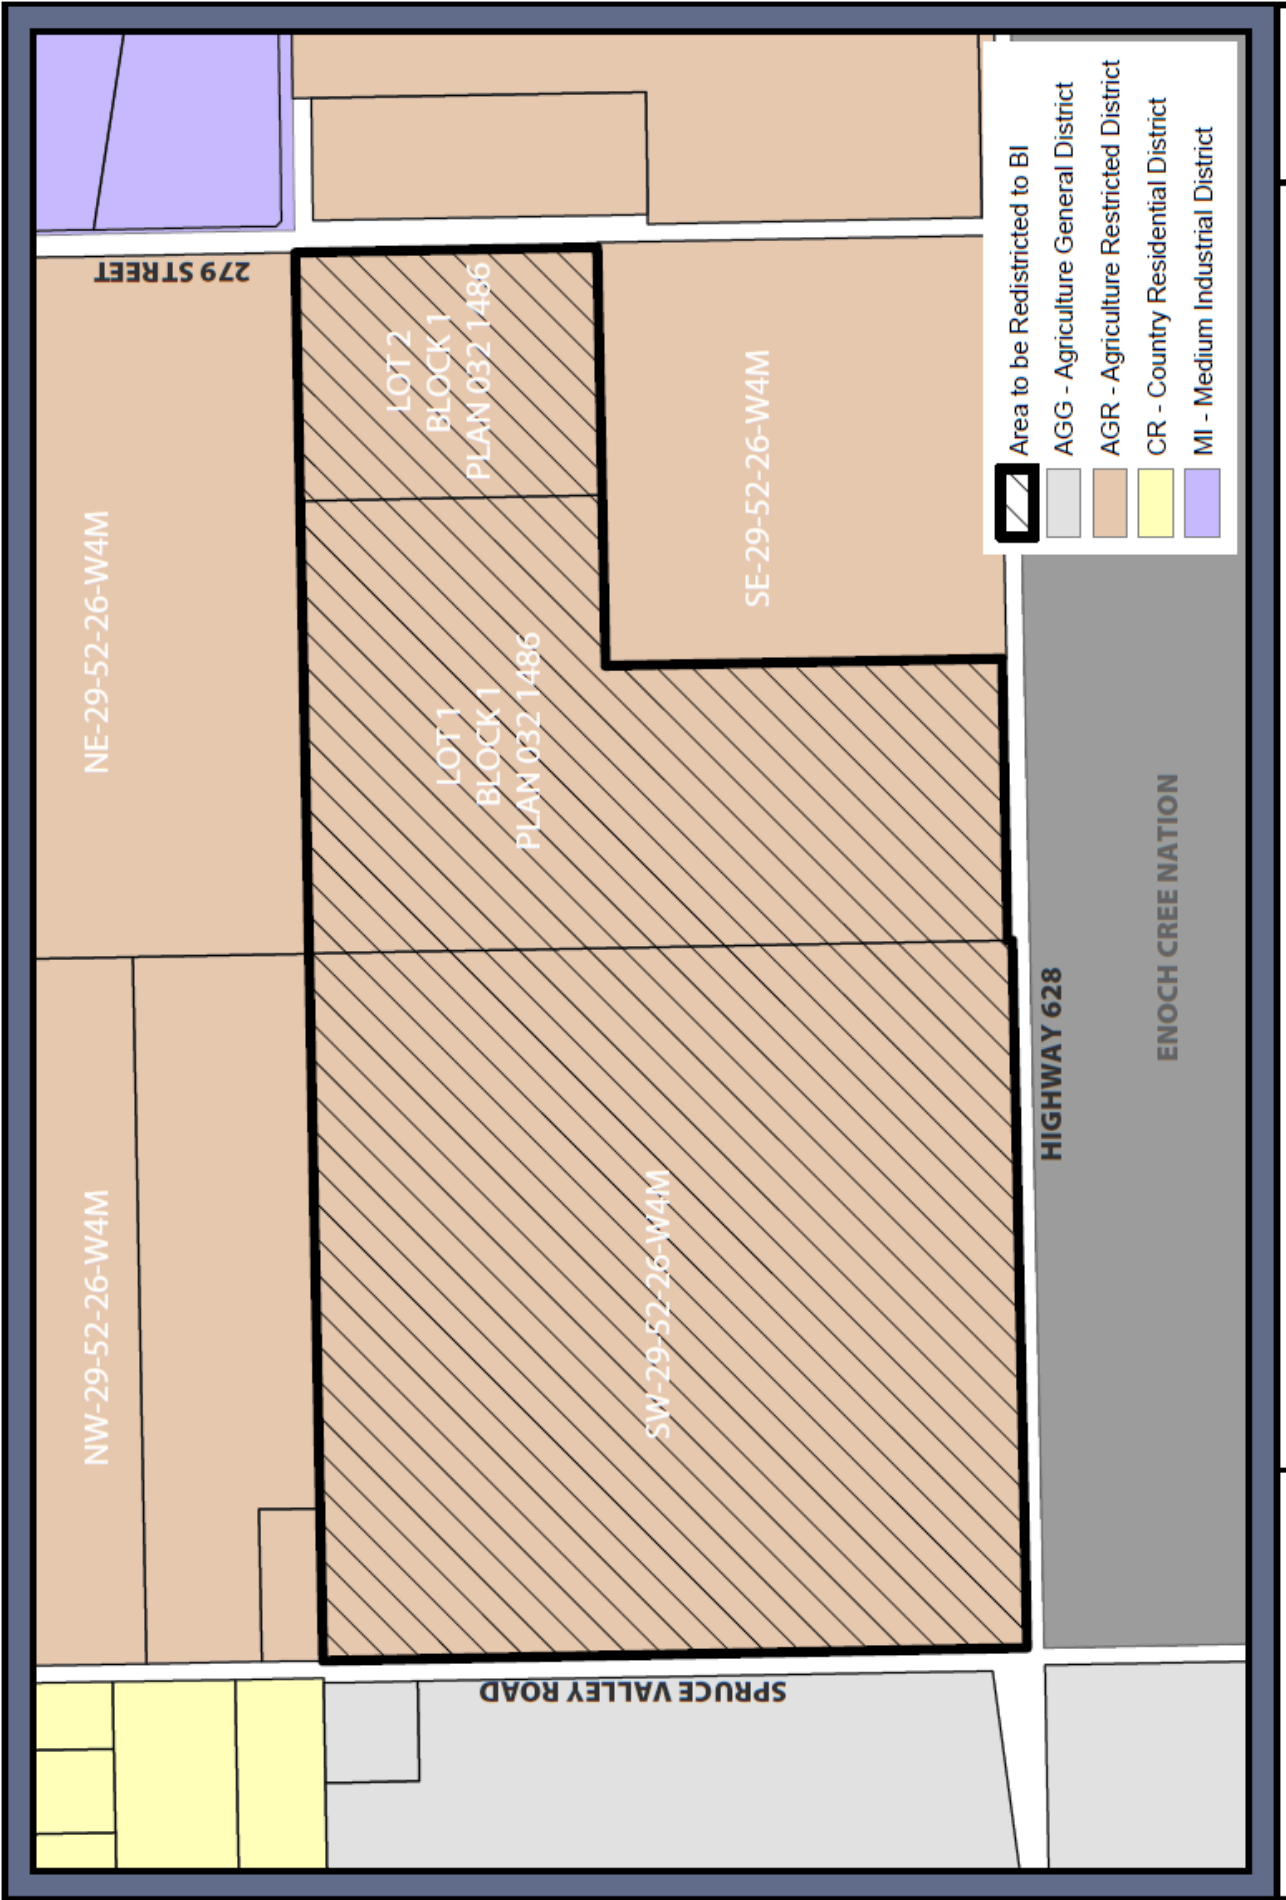 NW-29-52-26-W4M
NE-29-52-26-W4M
279 STREET
LOT 2
BLOCK 1
PLAN 032 1486
LOT 1
BLOCK 1
PLAN 032 1486
SW-29-52-26-W4M
SE-29-52-26-W4M
SPRUCE VALLEY ROAD
HIGHWAY 628
ENOCH CREE NATION
Area to be Redistricted to BI
AGG - Agriculture General District
AGR - Agriculture Restricted District
CR - Country Residential District
MI - Medium Industrial District